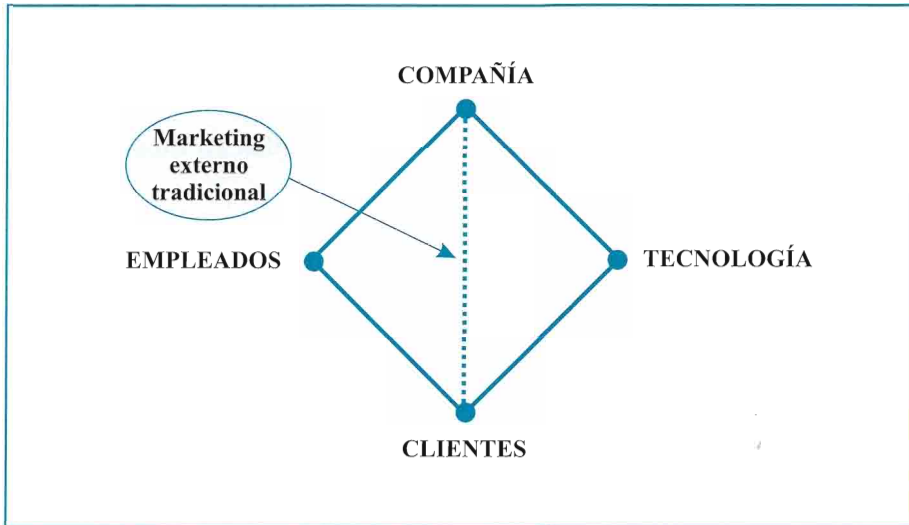 COMPAÑÍA
Marketing
externo
tradicional
EMPLEADOS
TECNOLOGÍA
CLIENTES